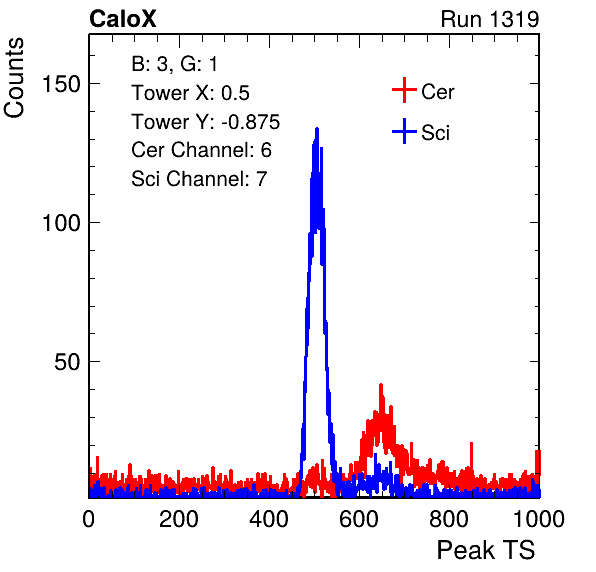 CaloX
Run 1319
Counts
B: 3, G: 1
Tower X: 0.5
Tower Y: -0.875
Cer Channel: 6
Sci Channel: 7
Cer
Sci
150
100
50
0 200 400 600 800 1000
Peak TS